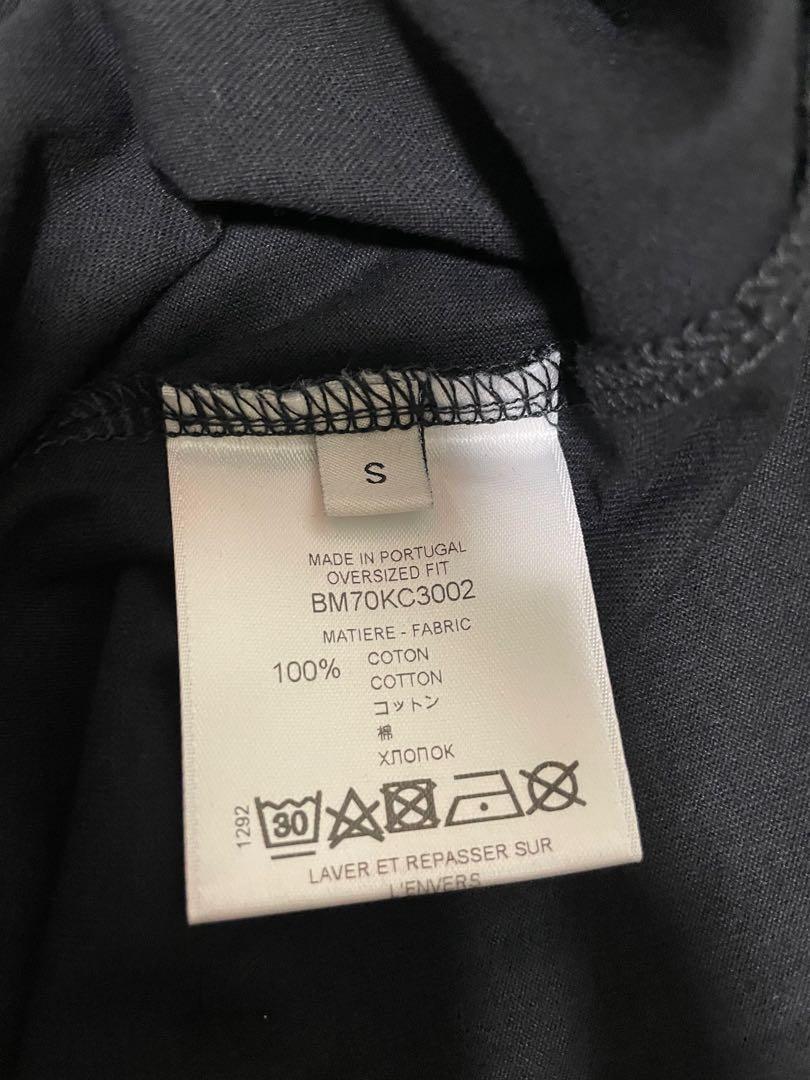 S
MADE IN PORTUGAL
OVERSIZED FIT
BM70KC3002
MATIERE - FABRIC
100% COTON
COTTON
コットン
棉
ХЛОПОК
1292
30
LAVER ET REPASSER SUR
L'ENVERS